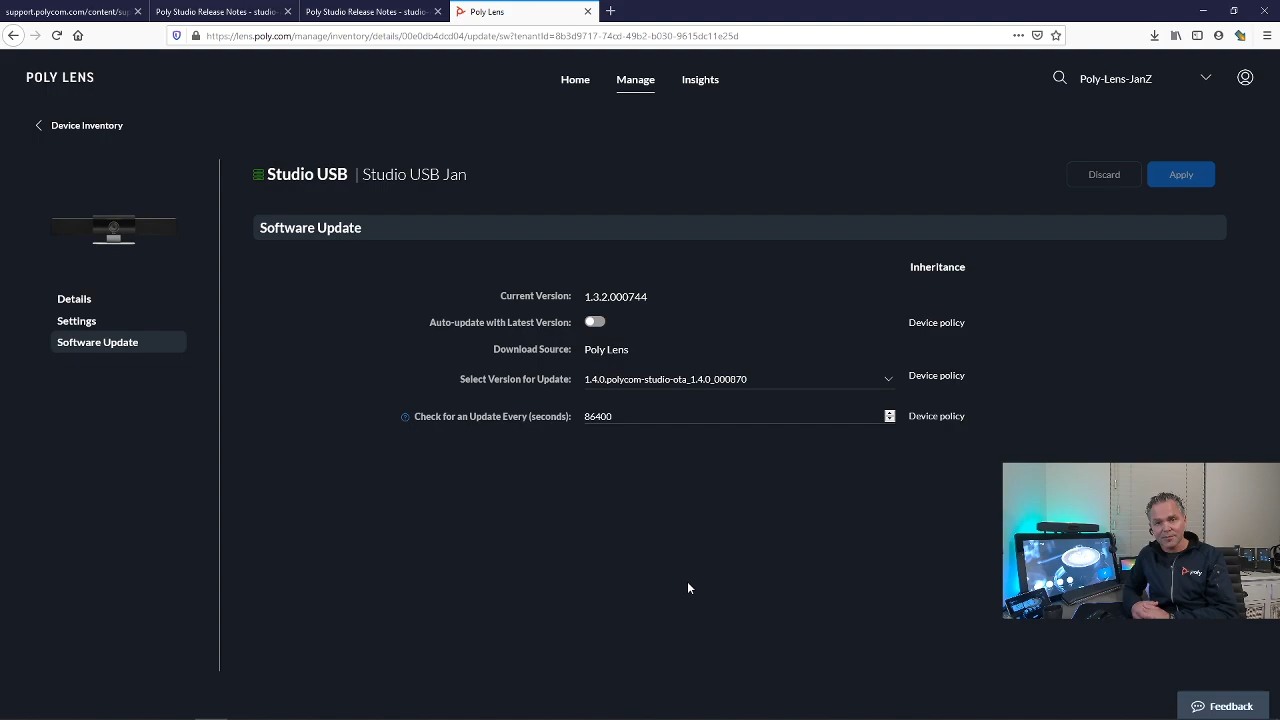 support.polycom.com/content/su
Poly Studio Release Notes - studio-
Poly Studio Release Notes - studio-
Poly Lens
https://lens.poly.com/manage/inventory/details/00e0db4dcd04/update/sw?tenantId=8b3d9717-74cd-49b2-b030-9615dc11e25d
POLY LENS
Home
Manage
Insights
Poly-Lens-JanZ
Device Inventory
Studio USB | Studio USB Jan
Discard
Apply
Software Update
Inheritance
Current Version: 1.3.2.000744
Auto-update with Latest Version: Device policy
Download Source: Poly Lens
Select Version for Update: 1.4.0.polycom-studio-ota_1.4.0_000870 Device policy
Check for an Update Every (seconds): 86400 Device policy
Details
Settings
Software Update
poly
Feedback